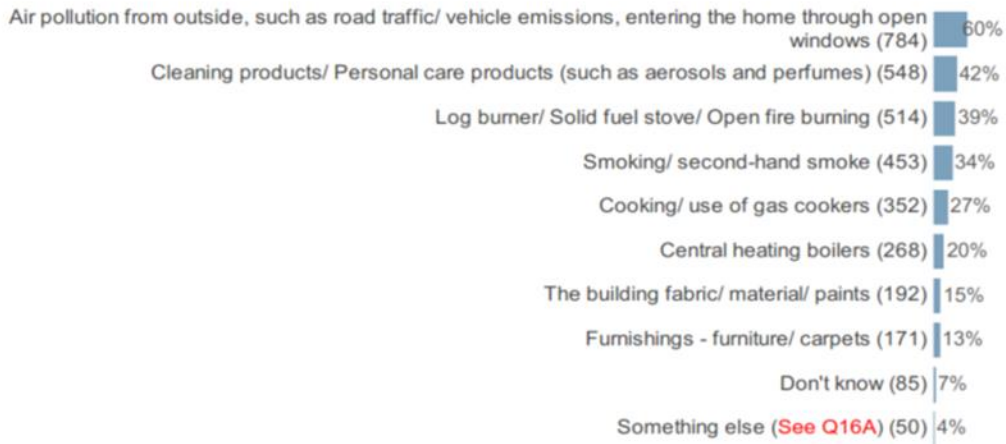 Air pollution from outside, such as road traffic/ vehicle emissions, entering the home through open
windows (784) 60%
Cleaning products/ Personal care products (such as aerosols and perfumes) (548) 42%
Log burner/ Solid fuel stove/ Open fire burning (514) 39%
Smoking/ second-hand smoke (453) 34%
Cooking/ use of gas cookers (352) 27%
Central heating boilers (268) 20%
The building fabric/ material/ paints (192) 15%
Furnishings - furniture/ carpets (171) 13%
Don't know (85) 7%
Something else (See Q16A) (50) 4%